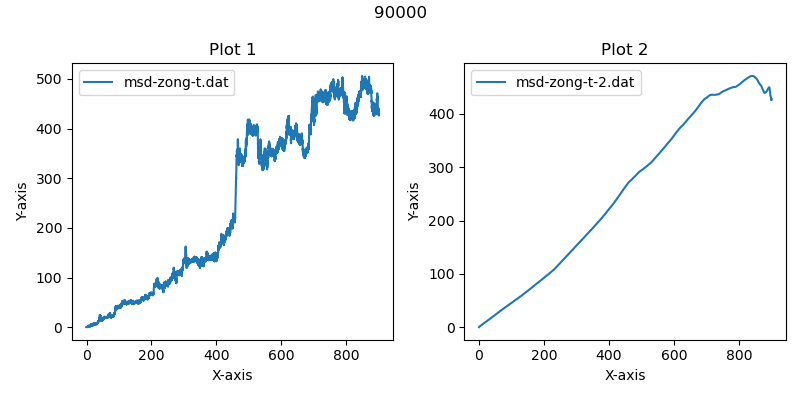 90000
Plot 1
msd-zong-t.dat
500
400
300
200
100
0
Y-axis
0 200 400 600 800
X-axis
Plot 2
msd-zong-t-2.dat
400
300
200
100
0
Y-axis
0 200 400 600 800
X-axis